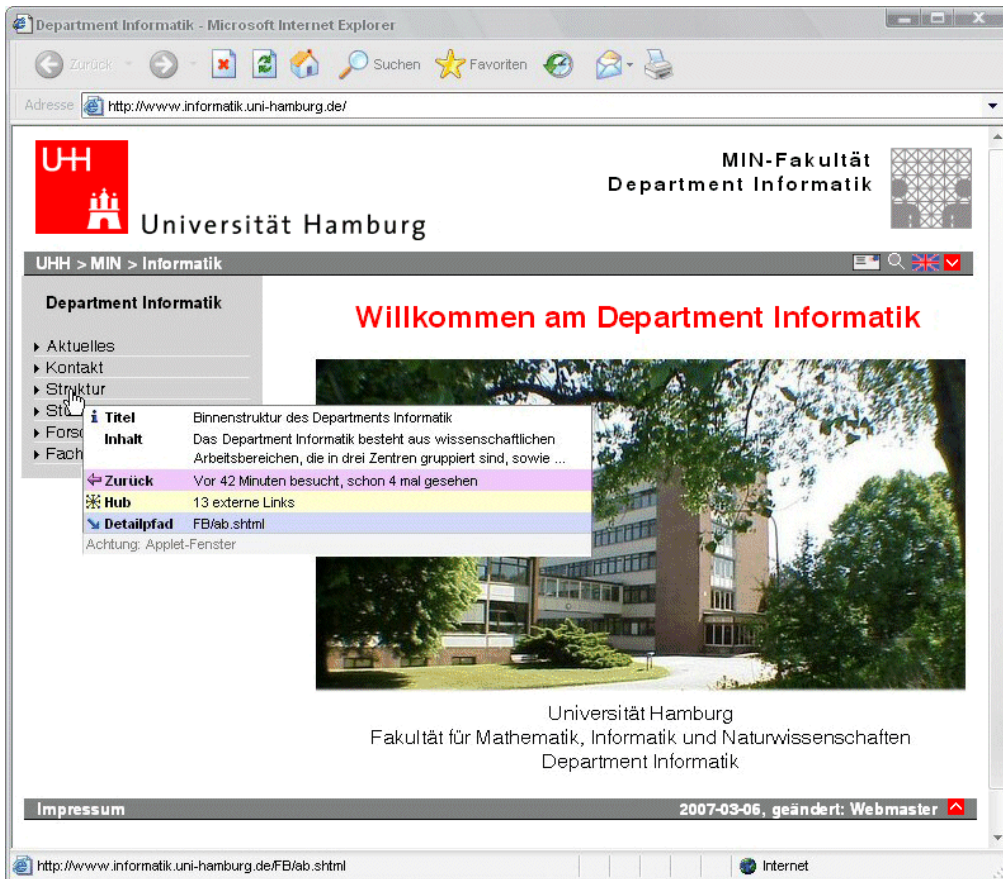 Department Informatik - Microsoft Internet Explorer
Zurück
Suchen
Favoriten
Adresse http://www.informatik.uni-hamburg.de/
UHH
MIN-Fakultät
Department Informatik
Universität Hamburg
UHH > MIN > Informatik
Department Informatik
Willkommen am Department Informatik
Aktuelles
Kontakt
Struktur
Titel Binnenstruktur des Departments Informatik
Inhalt Das Department Informatik besteht aus wissenschaftlichen
Arbeitsbereichen, die in drei Zentren gruppiert sind, sowie ...
Zurück Vor 42 Minuten besucht, schon 4 mal gesehen
Hub 13 externe Links
Detailpfad FB/ab.shtml
Achtung: Applet-Fenster
Fach
Universität Hamburg
Fakultät für Mathematik, Informatik und Naturwissenschaften
Department Informatik
Impressum
2007-03-06, geändert: Webmaster
http://www.informatik.uni-hamburg.de/FB/ab.shtml
Internet